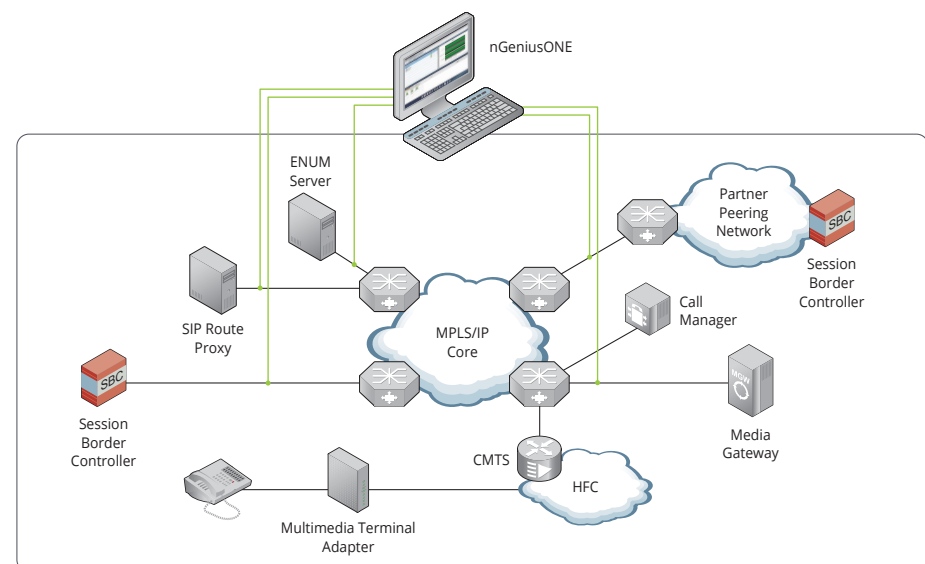 nGeniusONE
ENUM
Server
Partner
Peering
Network
SBC
Session
Border
Controller
SIP Route
Proxy
Call
Manager
MPLS/IP
Core
SBC
Session
Border
Controller
MGW
Media
Gateway
CMTS
HFC
Multimedia Terminal
Adapter